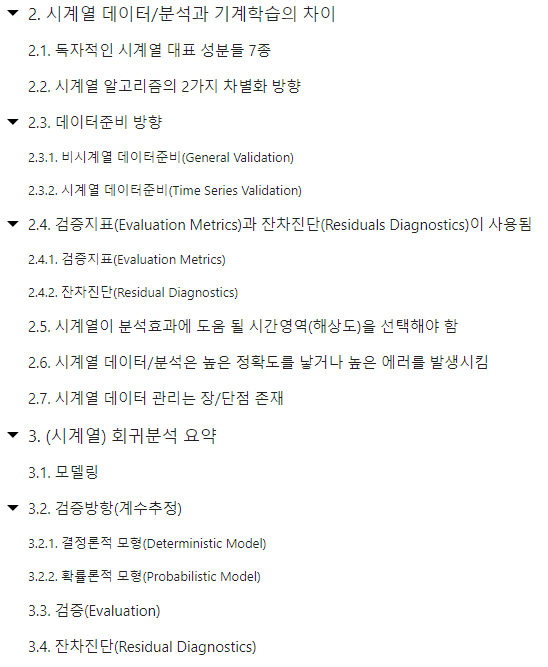 2. 시계열 데이터/분석과 기계학습의 차이
2.1. 독자적인 시계열 대표 성분들 7종
2.2. 시계열 알고리즘의 2가지 차별화 방향
2.3. 데이터준비 방향
2.3.1. 비시계열 데이터준비(General Validation)
2.3.2. 시계열 데이터준비(Time Series Validation)
2.4. 검증지표(Evaluation Metrics)과 잔차진단(Residuals Diagnostics)이 사용됨
2.4.1. 검증지표(Evaluation Metrics)
2.4.2. 잔차진단(Residual Diagnostics)
2.5. 시계열이 분석효과에 도움 될 시간영역(해상도)을 선택해야 함
2.6. 시계열 데이터/분석은 높은 정확도를 낳거나 높은 에러를 발생시킴
2.7. 시계열 데이터 관리는 장/단점 존재
3. (시계열) 회귀분석 요약
3.1. 모델링
3.2. 검증방향(계수추정)
3.2.1. 결정론적 모형(Deterministic Model)
3.2.2. 확률론적 모형(Probabilistic Model)
3.3. 검증(Evaluation)
3.4. 잔차진단(Residual Diagnostics)